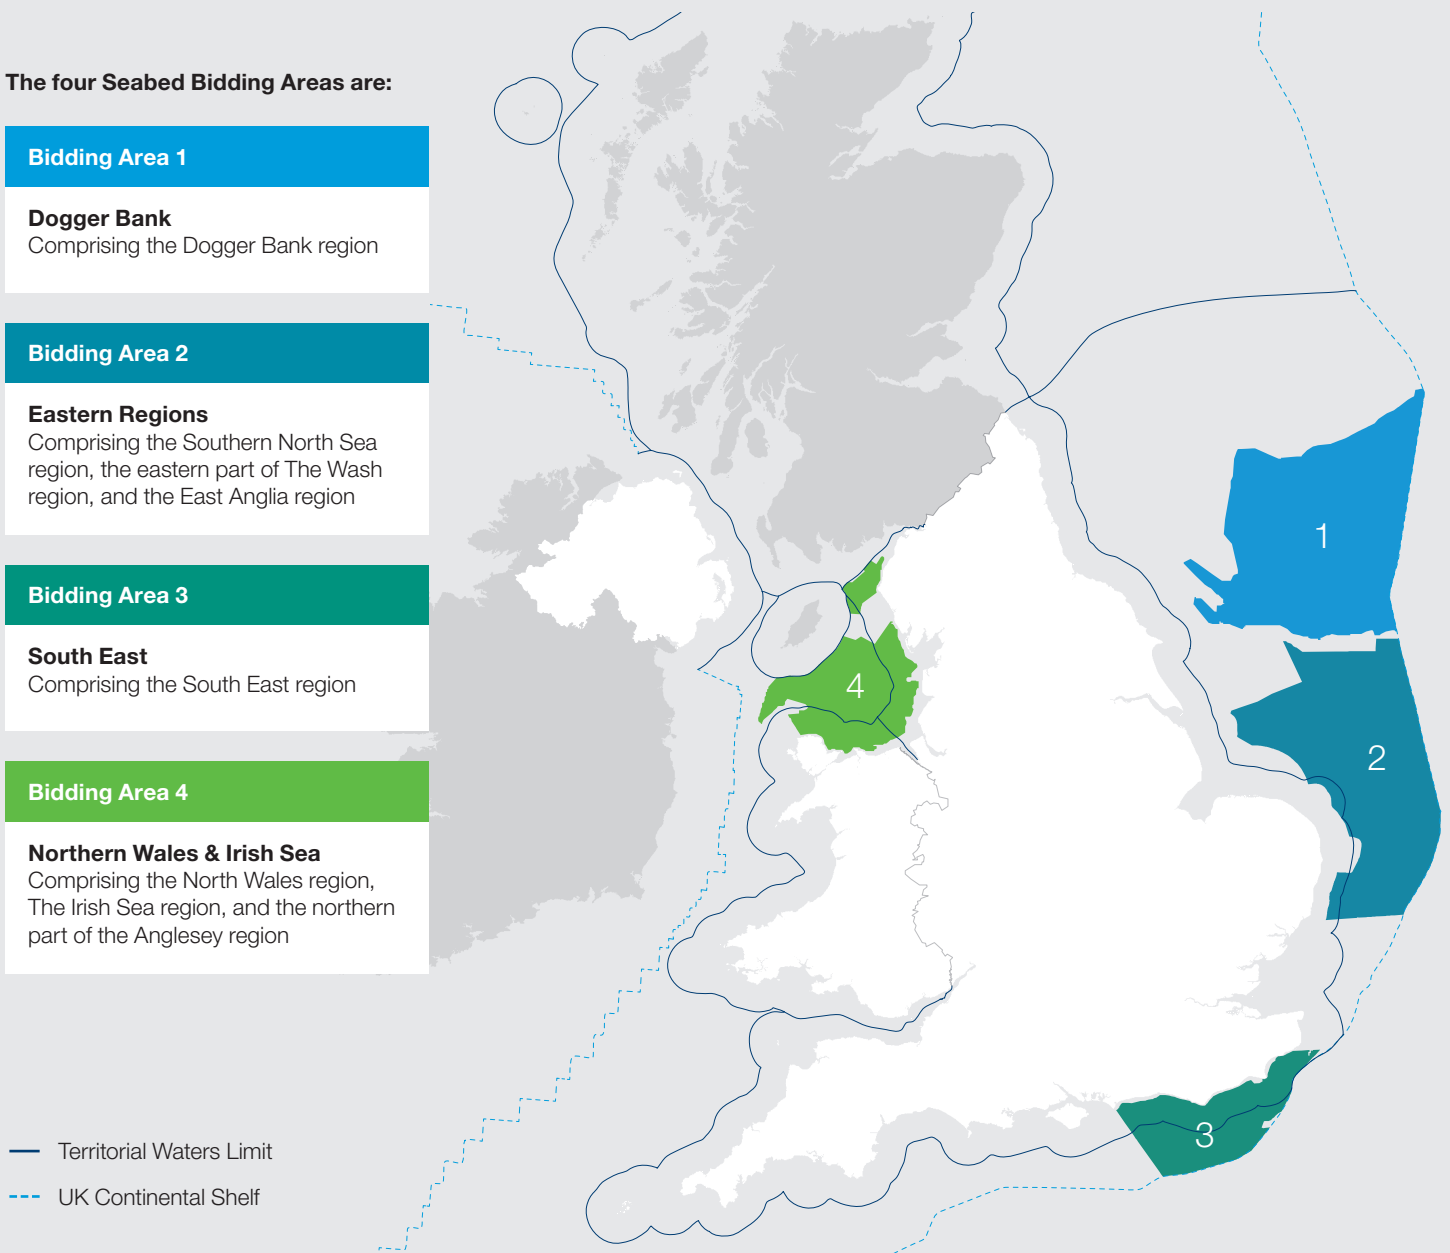 The four Seabed Bidding Areas are:
Bidding Area 1
Dogger Bank
Comprising the Dogger Bank region
Bidding Area 2
Eastern Regions
Comprising the Southern North Sea
region, the eastern part of The Wash
region, and the East Anglia region
Bidding Area 3
South East
Comprising the South East region
Bidding Area 4
Northern Wales & Irish Sea
Comprising the North Wales region,
The Irish Sea region, and the northern
part of the Anglesey region
Territorial Waters Limit
UK Continental Shelf
1
2
3
4